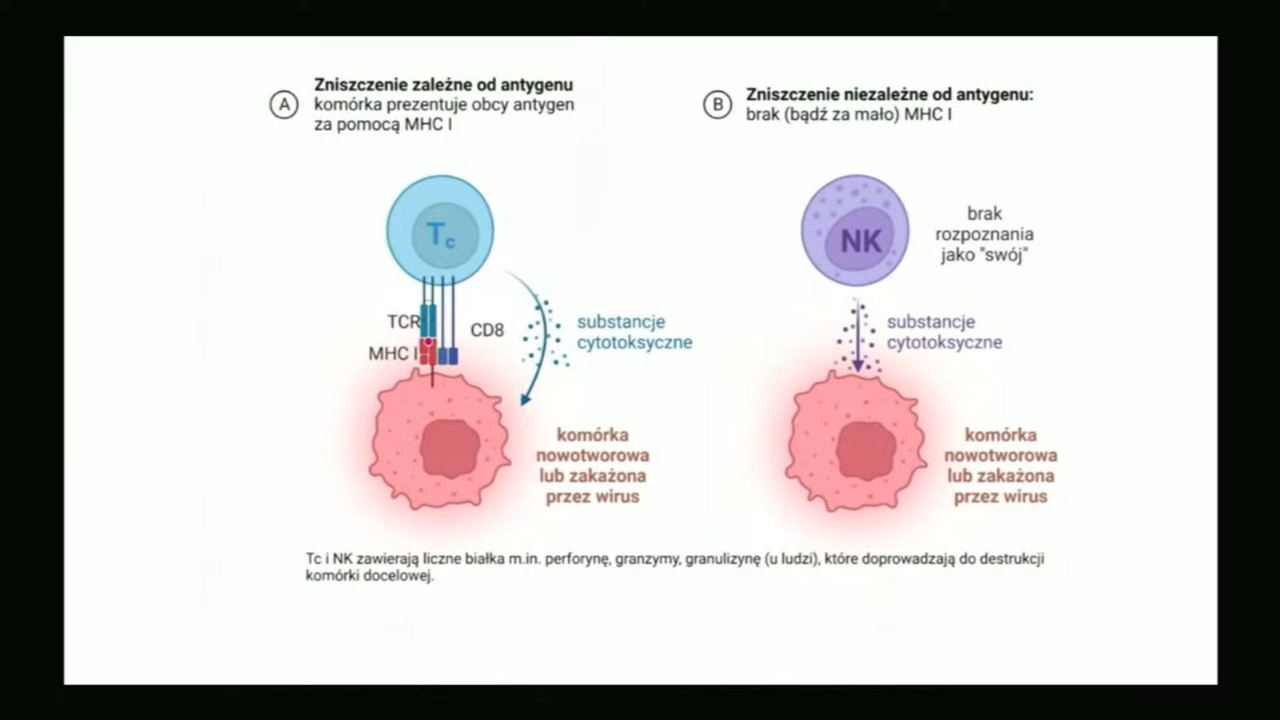 A
Zniszczenie zależne od antygenu
komórka prezentuje obcy antygen
za pomocą MHC I
B
Zniszczenie niezależne od antygenu:
brak (bądź za mało) MHC I
Tc
TCR
MHC I
CD8
substancje
cytotoksyczne
komórka
nowotworowa
lub zakażona
przez wirus
NK
brak
rozpoznania
jako "swój"
substancje
cytotoksyczne
komórka
nowotworowa
lub zakażona
przez wirus
Tc i NK zawierają liczne białka m.in. perforynę, granzymy, granulizynę (u ludzi), które doprowadzają do destrukcji
komórki docelowej.